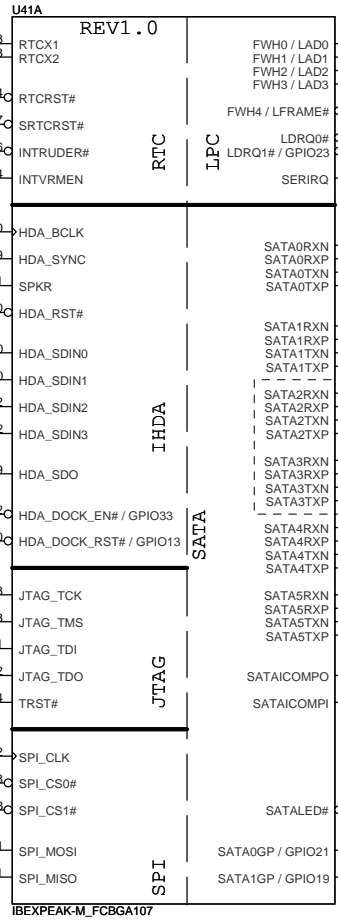 U41A
REV1.0
RTCX1
RTCX2
RTCRST#
SRTCRST#
INTRUDER#
INTVRMEN
RTC
LPC
FWH0 / LAD0
FWH1 / LAD1
FWH2 / LAD2
FWH3 / LAD3
FWH4 / LFRAME#
LDRQ0#
LDRQ1# / GPIO23
SERIRQ
HDA_BCLK
HDA_SYNC
SPKR
HDA_RST#
HDA_SDIN0
HDA_SDIN1
HDA_SDIN2
HDA_SDIN3
HDA_SDO
HDA_DOCK_EN# / GPIO33
HDA_DOCK_RST# / GPIO13
IHDA
SATA
SATA0RXN
SATA0RXP
SATA0TXN
SATA0TXP
SATA1RXN
SATA1RXP
SATA1TXN
SATA1TXP
SATA2RXN
SATA2RXP
SATA2TXN
SATA2TXP
SATA3RXN
SATA3RXP
SATA3TXN
SATA3TXP
SATA4RXN
SATA4RXP
SATA4TXN
SATA4TXP
SATA5RXN
SATA5RXP
SATA5TXN
SATA5TXP
SATAICOMPO
SATAICOMPI
JTAG_TCK
JTAG_TMS
JTAG_TDI
JTAG_TDO
TRST#
JTAG
SPI_CLK
SPI_CS0#
SPI_CS1#
SPI_MOSI
SPI_MISO
SPI
SATALED#
SATA0GP / GPIO21
SATA1GP / GPIO19
IBEXPEAK-M_FCBGA107